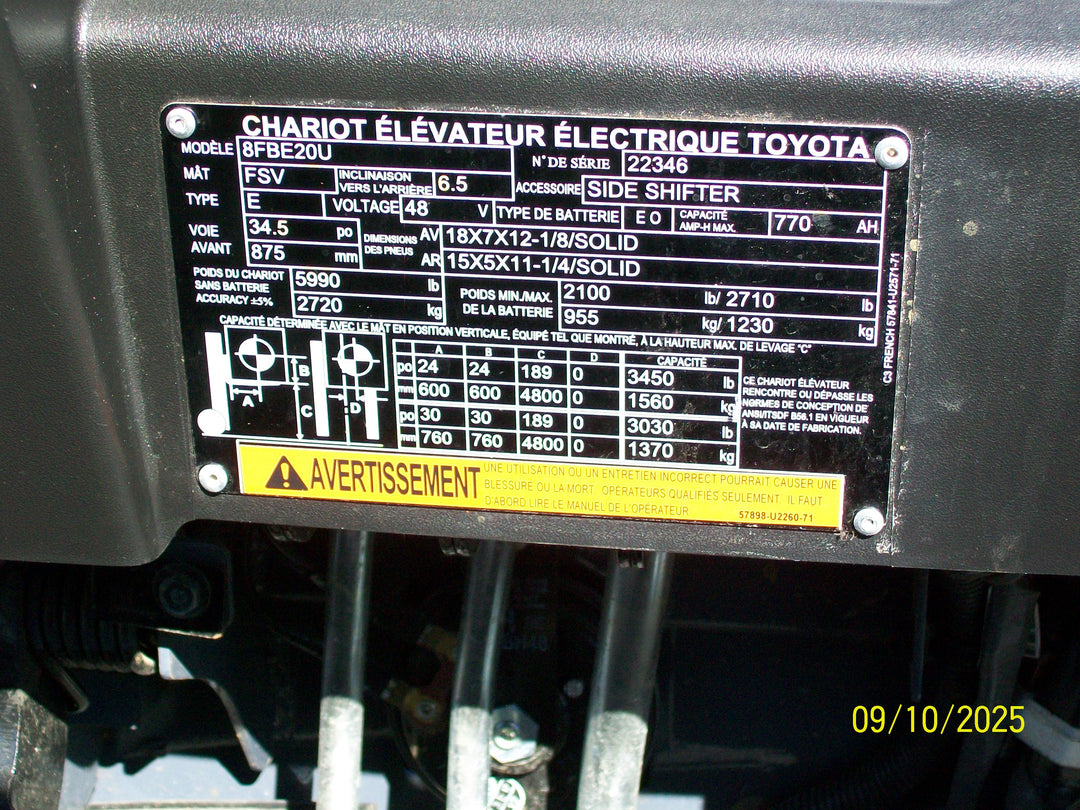 CHARIOT ÉLÉVATEUR ÉLECTRIQUE TOYOTA
MODÈLE 8FBE20U N° DE SÉRIE 22346
MÂT FSV INCLINAISON VERS L'ARRIÈRE 6.5 ACCESSOIRE SIDE SHIFTER
TYPE E VOLTAGE 48 V TYPE DE BATTERIE E O CAPACITÉ AMP-H MAX. 770 AH
VOIE AVANT 34.5 po DIMENSIONS DES PNEUS AV 18X7X12-1/8/SOLID
875 mm AR 15X5X11-1/4/SOLID
POIDS DU CHARIOT SANS BATTERIE ACCURACY ±5% 5990 lb POIDS MIN./MAX. DE LA BATTERIE 2100 lb/ 2710 lb
2720 kg 955 kg/ 1230 kg
CAPACITÉ DÉTERMINÉE AVEC LE MÂT EN POSITION VERTICALE, ÉQUIPÉ TEL QUE MONTRÉ, À LA HAUTEUR MAX. DE LEVAGE "C"
A B C D
A B C D CAPACITÉ
po 24 24 189 0 3450 lb
mm 600 600 4800 0 1560 kg
po 30 30 189 0 3030 lb
mm 760 760 4800 0 1370 kg
CE CHARIOT ÉLÉVATEUR
RENCONTRE OU DÉPASSE LES
NORMES DE CONCEPTION DE
ANSI/ITSDF B56.1 EN VIGUEUR
À SA DATE DE FABRICATION.
C3 FRENCH 57841-U2571-71
AVERTISSEMENT
UNE UTILISATION OU UN ENTRETIEN INCORRECT POURRAIT CAUSER UNE
BLESSURE OU LA MORT. OPÉRATEURS QUALIFIÉS SEULEMENT. IL FAUT
D'ABORD LIRE LE MANUEL DE L'OPÉRATEUR
57898-U2260-71
09/10/2025